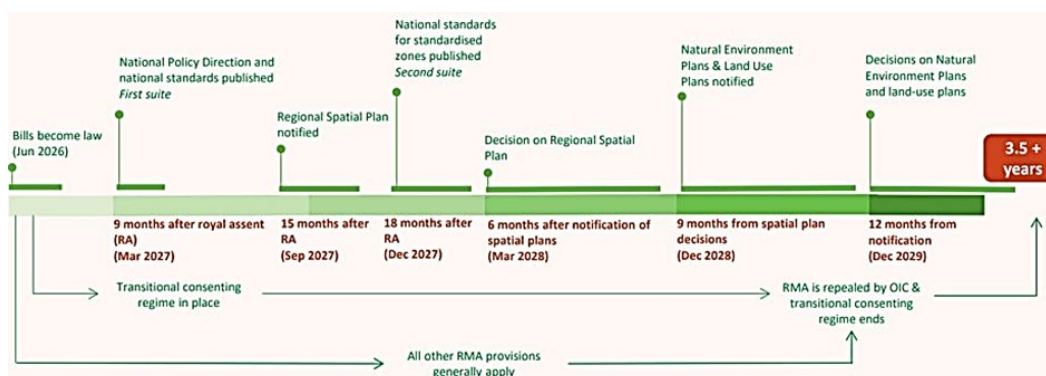 Bills become law
(Jun 2026)
National Policy Direction and
national standards published
First suite
Regional Spatial Plan
notified
National standards
for standardised
zones published
Second suite
Decision on Regional Spatial
Plan
Natural Environment
Plans & Land Use
Plans notified
Decisions on Natural
Environment Plans
and land-use plans
3.5 +
years
9 months after royal assent
(RA)
(Mar 2027)
15 months after
RA
(Sep 2027)
18 months after
RA
(Dec 2027)
6 months after notification of
spatial plans
(Mar 2028)
9 months from spatial plan
decisions
(Dec 2028)
12 months from
notification
(Dec 2029)
Transitional consenting
regime in place
RMA is repealed by OIC &
transitional consenting
regime ends
All other RMA provisions
generally apply